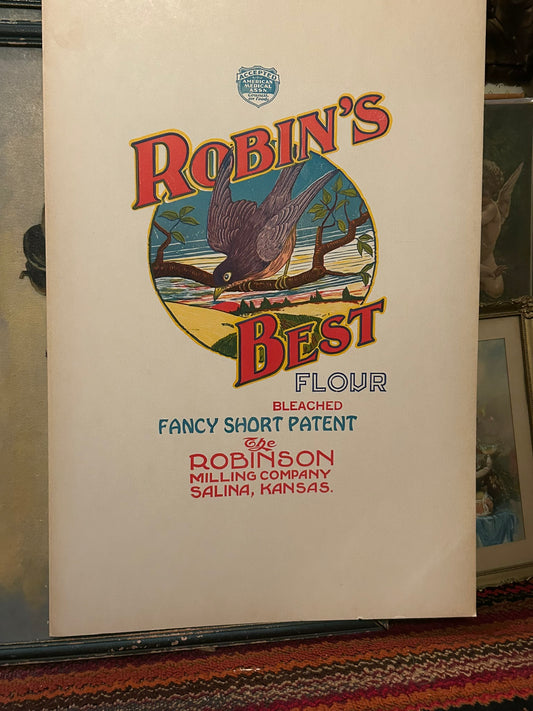 ACCEPTED
AMERICAN
MEDICAL
ASSN.
ROBIN'S
BEST
FLOUR
BLEACHED
FANCY SHORT PATENT
The
ROBINSON
MILLING COMPANY
SALINA, KANSAS.